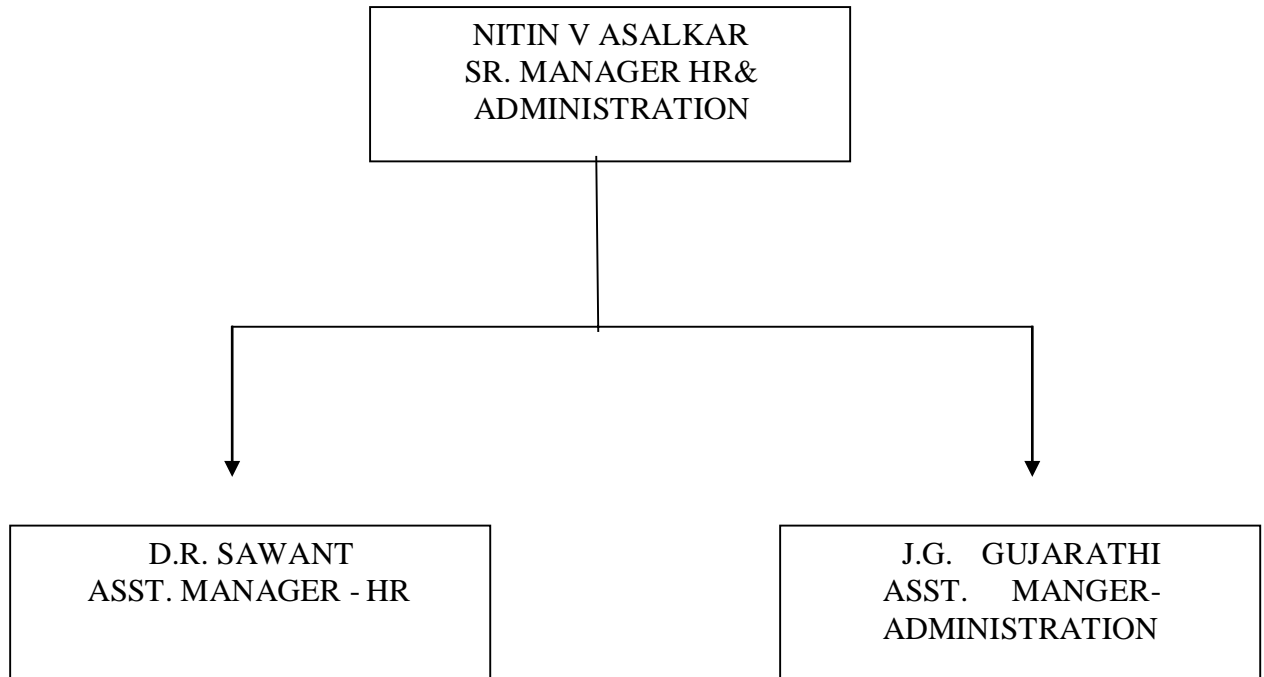 NITIN V ASALKAR
SR. MANAGER HR&
ADMINISTRATION
D.R. SAWANT
ASST. MANAGER - HR
J.G. GUJARATHI
ASST. MANGER-
ADMINISTRATION